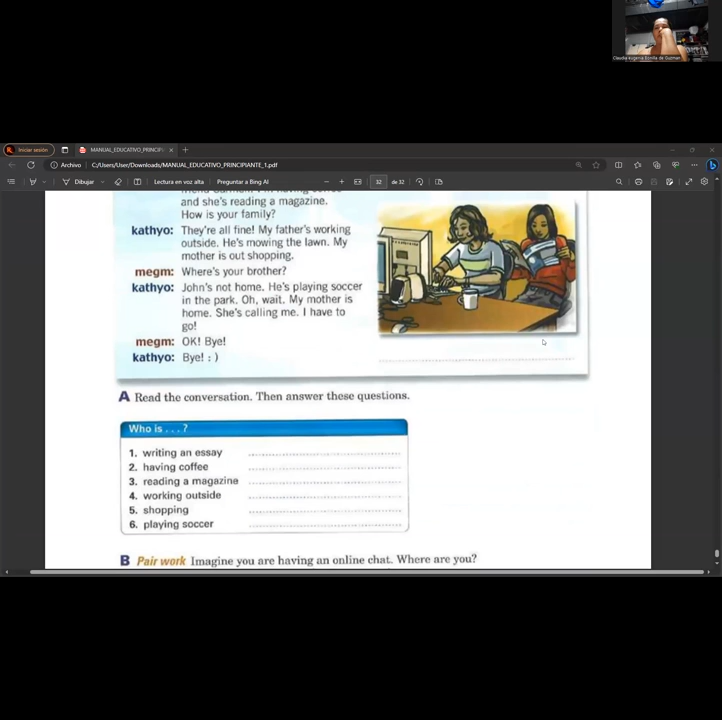 Claudia eugenia Bonilla de Guzman
Iniciar sesión
MANUAL_EDUCATIVO_PRINCIPI
Archivo C:/Users/User/Downloads/MANUAL_EDUCATIVO_PRINCIPIANTE_1.pdf
Dibujar Lectura en voz alta Preguntar a Bing AI 32 de 32
and she's reading a magazine.
How is your family?
kathyo: They're all fine! My father's working
outside. He's mowing the lawn. My
mother is out shopping.
megm: Where's your brother?
kathyo: John's not home. He's playing soccer
in the park. Oh, wait. My mother is
home. She's calling me. I have to
go!
megm: OK! Bye!
kathyo: Bye! : )
A Read the conversation. Then answer these questions.
Who is . . . ?
1. writing an essay
2. having coffee
3. reading a magazine
4. working outside
5. shopping
6. playing soccer
B Pair work Imagine you are having an online chat. Where are you?